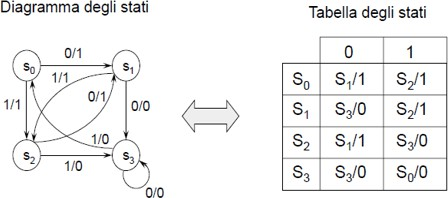 Diagramma degli stati
Tabella degli stati
0/1
S0
S1
1/1
0/1
1/1
0/0
1/0
S2
1/0
S3
0/0
0 1
S0 S1/1 S2/1
S1 S3/0 S2/1
S2 S1/1 S3/0
S3 S3/0 S0/0